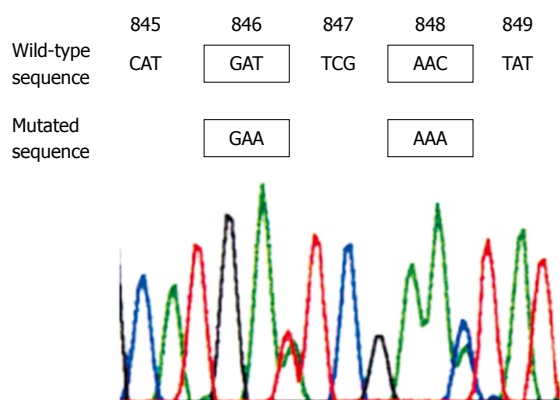 845 846 847 848 849
Wild-type sequence CAT GAT TCG AAC TAT
Mutated sequence GAA AAA